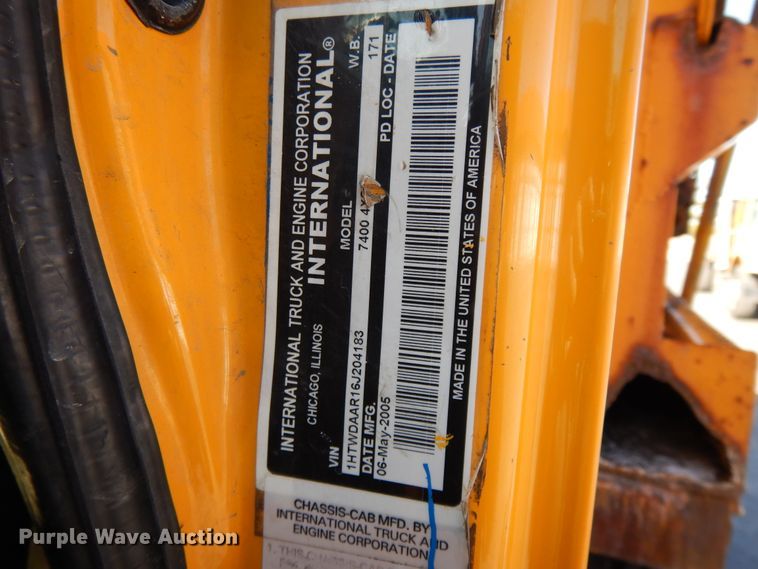 INTERNATIONAL TRUCK AND ENGINE CORPORATION
CHICAGO, ILLINOIS
INTERNATIONAL®
VIN MODEL W.B.
1HTWDAAR16J204183 7400 171
DATE MFG. PD LOC - DATE
06-May-2005
MADE IN THE UNITED STATES OF AMERICA
CHASSIS-CAB MFD. BY
INTERNATIONAL TRUCK AND
ENGINE CORPORATION
Purple Wave Auction®